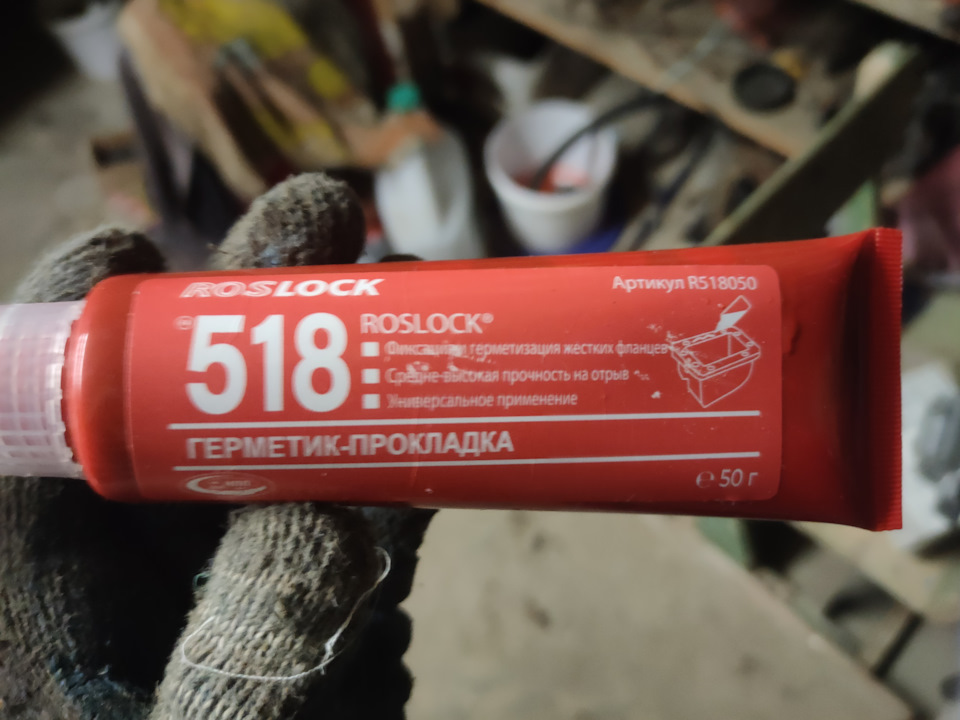 ROSLOCK
Артикул R518050
518
ROSLOCK®
Фиксация и герметизация жестких фланцев
Средне-высокая прочность на отрыв
Универсальное применение
ГЕРМЕТИК-ПРОКЛАДКА
℮ 50 г